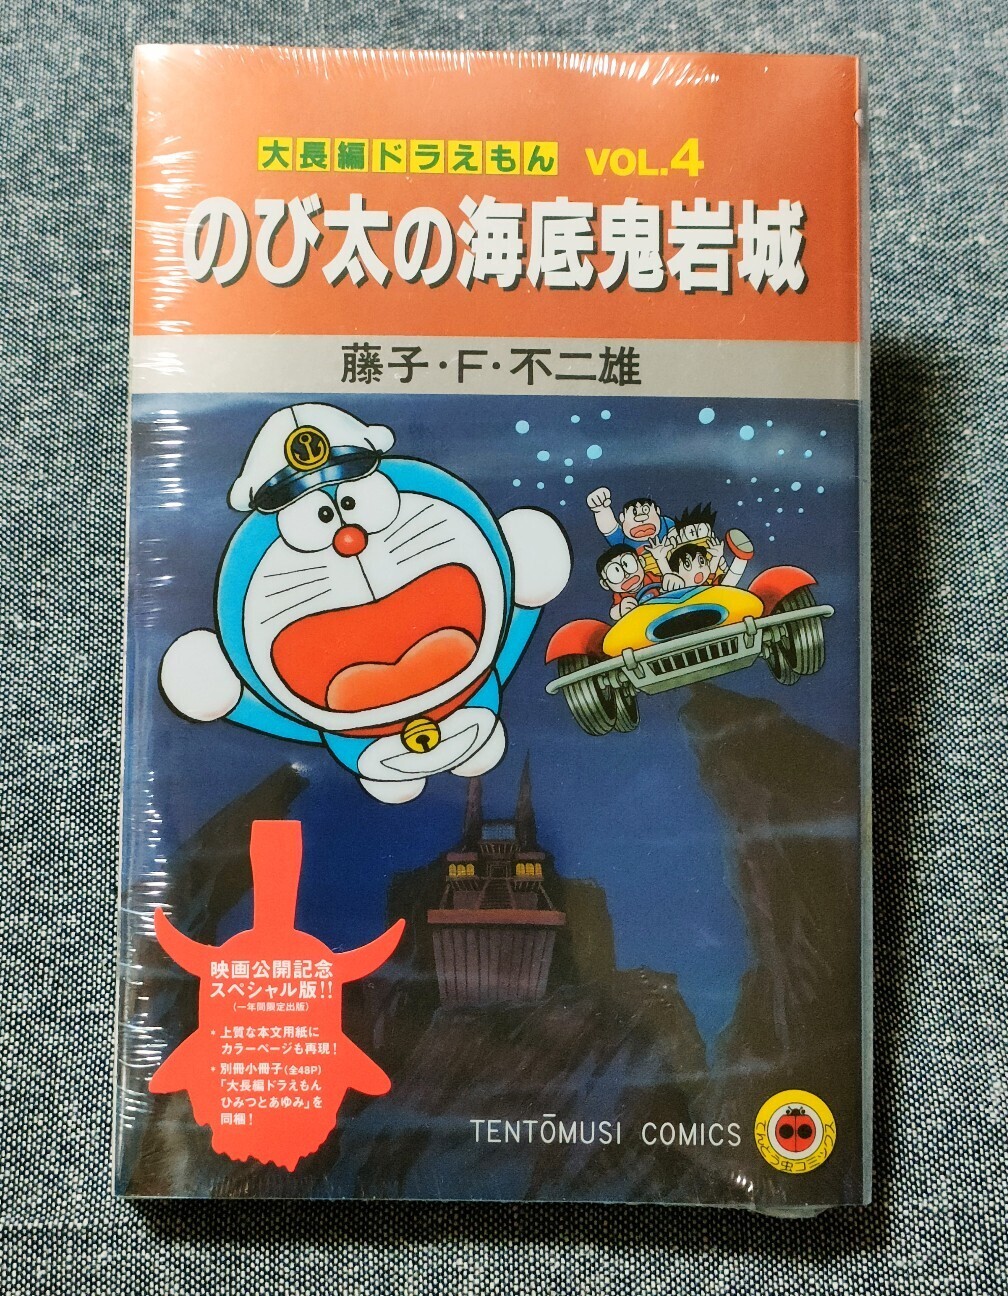 大長編ドラえもん VOL.4
のび太の海底鬼岩城
藤子・F・不二雄
映画公開記念
スペシャル版!!
(一年間限定出版)
・上質な本文用紙に
カラーページも再現!
・別冊小冊子(全48P)
「大長編ドラえもん
ひみつとあゆみ」を
同梱!
TENTŌMUSI COMICS
てんとう虫コミックス